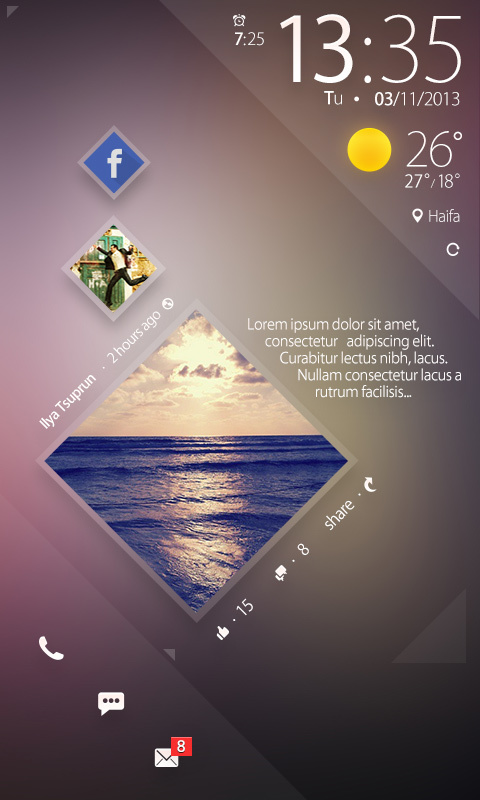 7:25
13:35
Tu • 03/11/2013
26°
27°/18°
Haifa
f
Ilya Tsuprun · 2 hours ago
Lorem ipsum dolor sit amet,
consectetur adipiscing elit.
Curabitur lectus nibh, lacus.
Nullam consectetur lacus a
rutrum facilisis...
15 · 8 · share ·
8